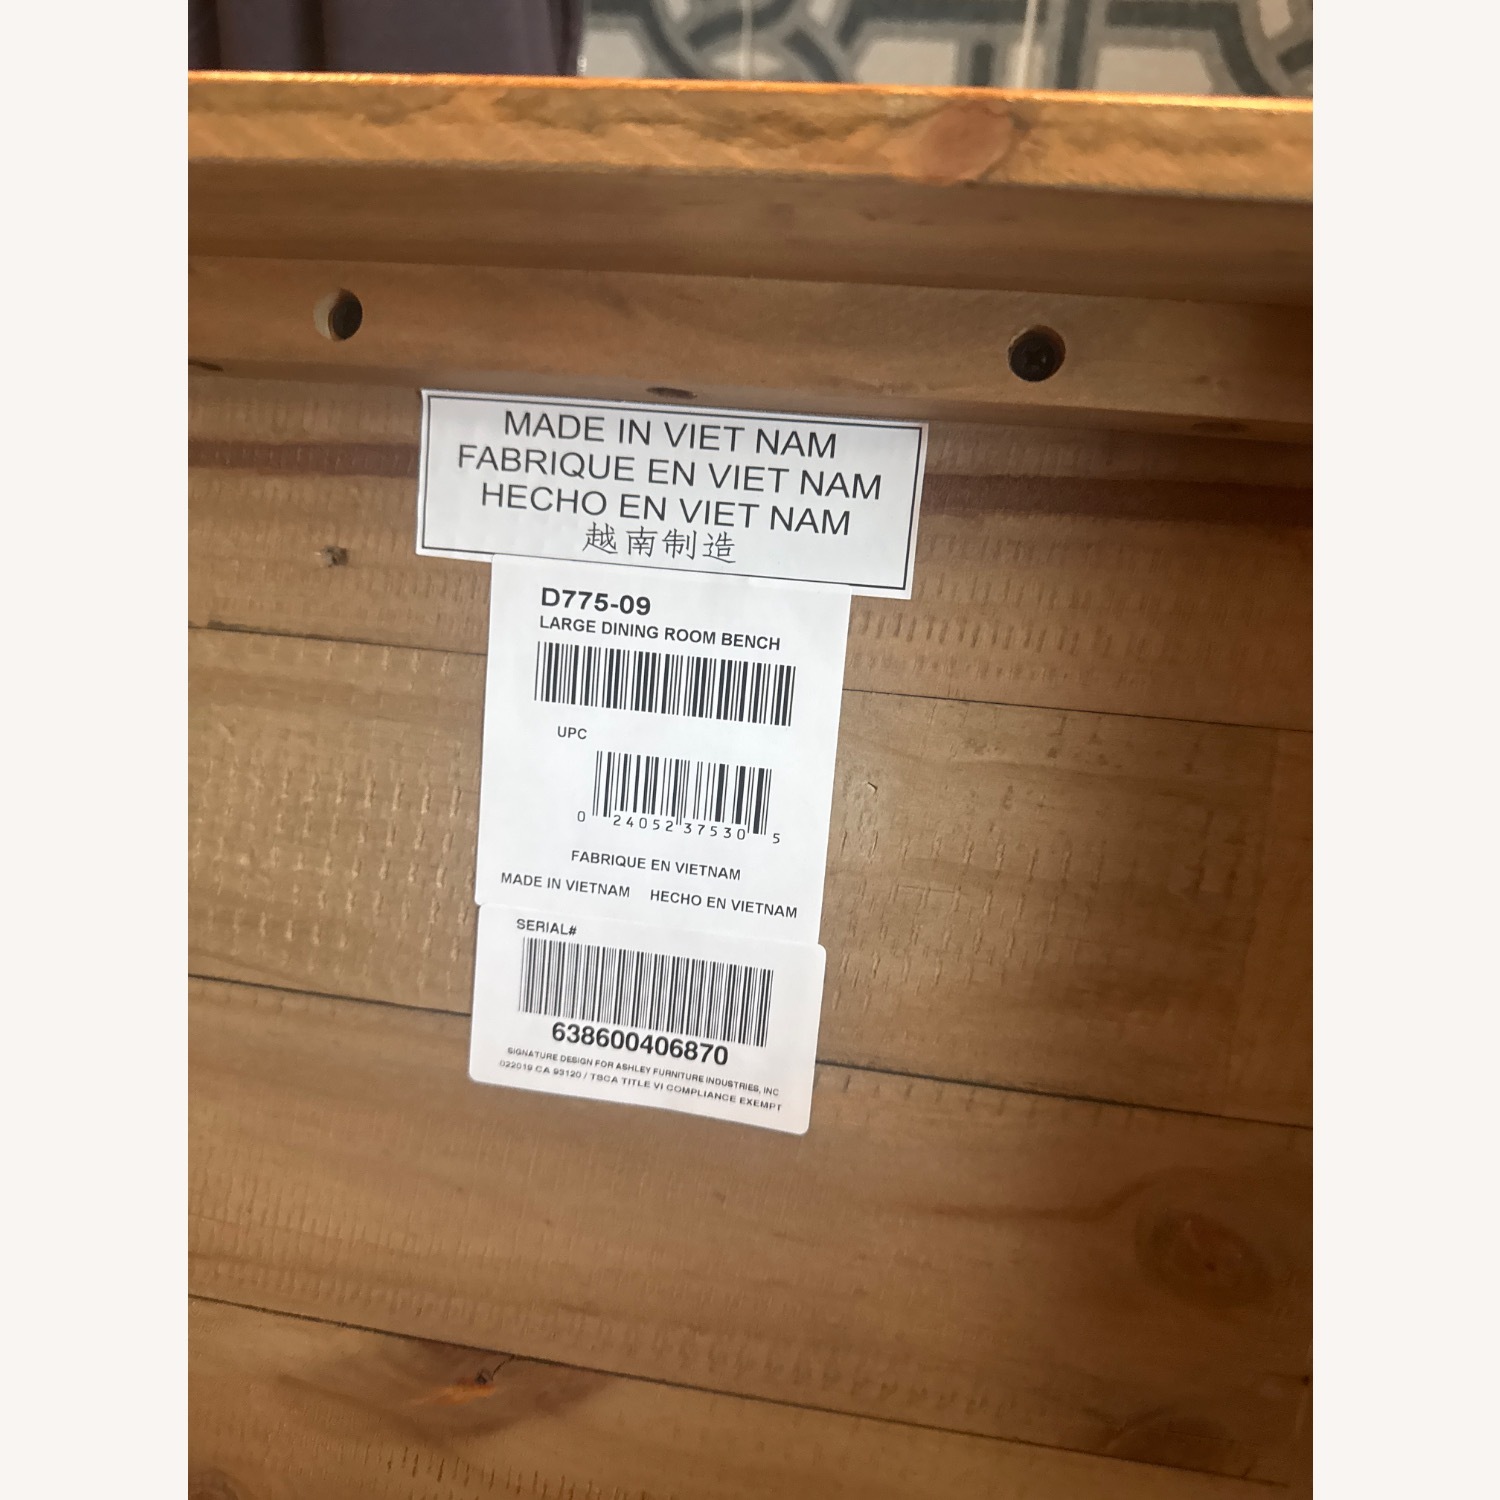 MADE IN VIET NAM
FABRIQUE EN VIET NAM
HECHO EN VIET NAM
越南制造
D775-09
LARGE DINING ROOM BENCH
UPC
0 24052 37530 5
FABRIQUE EN VIETNAM
MADE IN VIETNAM HECHO EN VIETNAM
SERIAL#
638600406870
SIGNATURE DESIGN FOR ASHLEY FURNITURE INDUSTRIES, INC
022019 CA 93120 / TSCA TITLE VI COMPLIANCE EXEMPT